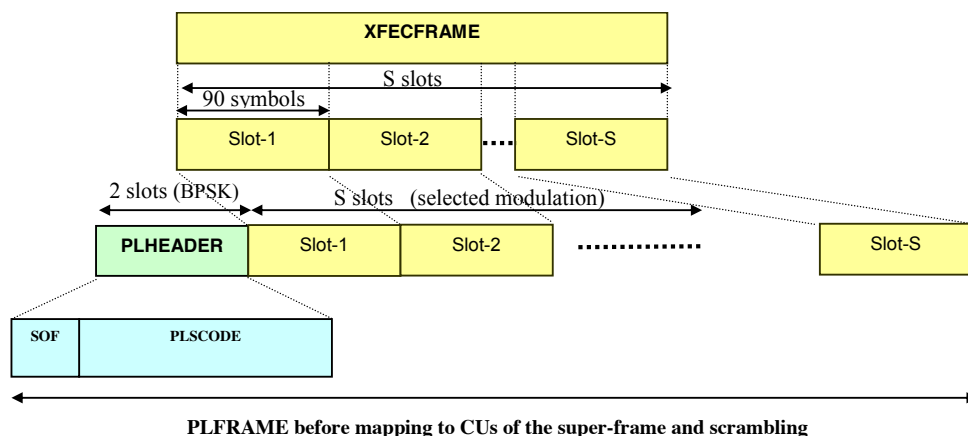 XFECFRAME
S slots
90 symbols
Slot-1 Slot-2 Slot-S
2 slots (BPSK) S slots (selected modulation)
PLHEADER Slot-1 Slot-2 Slot-S
SOF PLSCODE
PLFRAME before mapping to CUs of the super-frame and scrambling